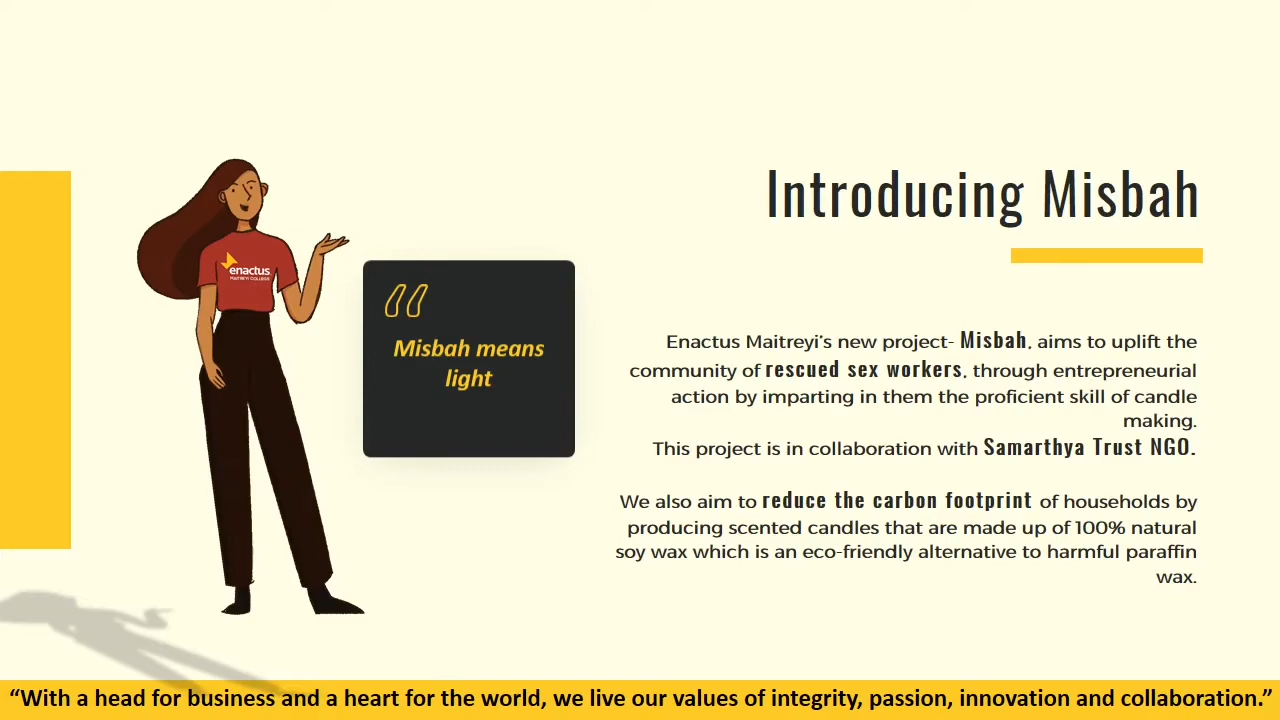 Introducing Misbah
enactus
MAITREYI COLLEGE
Misbah means
light
Enactus Maitreyi's new project- Misbah, aims to uplift the
community of rescued sex workers, through entrepreneurial
action by imparting in them the proficient skill of candle
making.
This project is in collaboration with Samarthya Trust NGO.
We also aim to reduce the carbon footprint of households by
producing scented candles that are made up of 100% natural
soy wax which is an eco-friendly alternative to harmful paraffin
wax.
“With a head for business and a heart for the world, we live our values of integrity, passion, innovation and collaboration.”